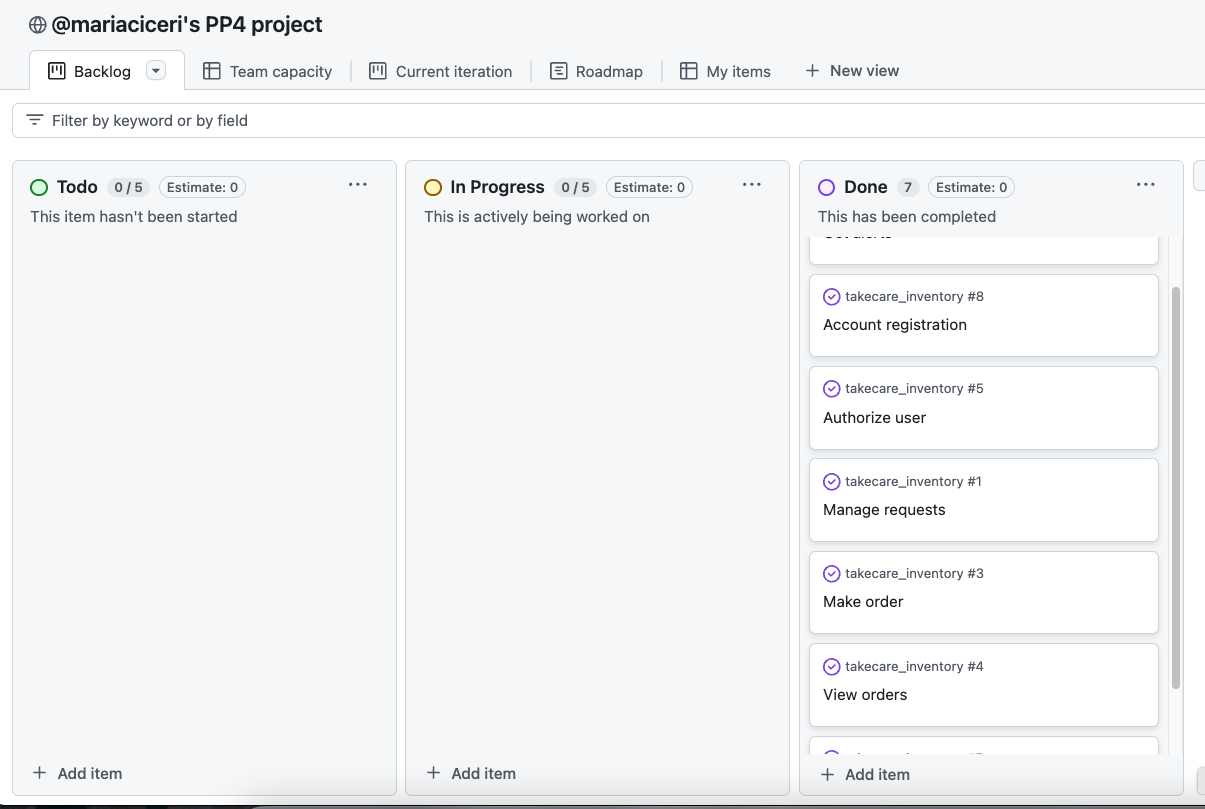 @mariaciceri's PP4 project
Backlog
Team capacity
Current iteration
Roadmap
My items
New view
Filter by keyword or by field
Todo 0 / 5 Estimate: 0
This item hasn't been started
Add item
In Progress 0 / 5 Estimate: 0
This is actively being worked on
Add item
Done 7 Estimate: 0
This has been completed
takecare_inventory #8
Account registration
takecare_inventory #5
Authorize user
takecare_inventory #1
Manage requests
takecare_inventory #3
Make order
takecare_inventory #4
View orders
Add item